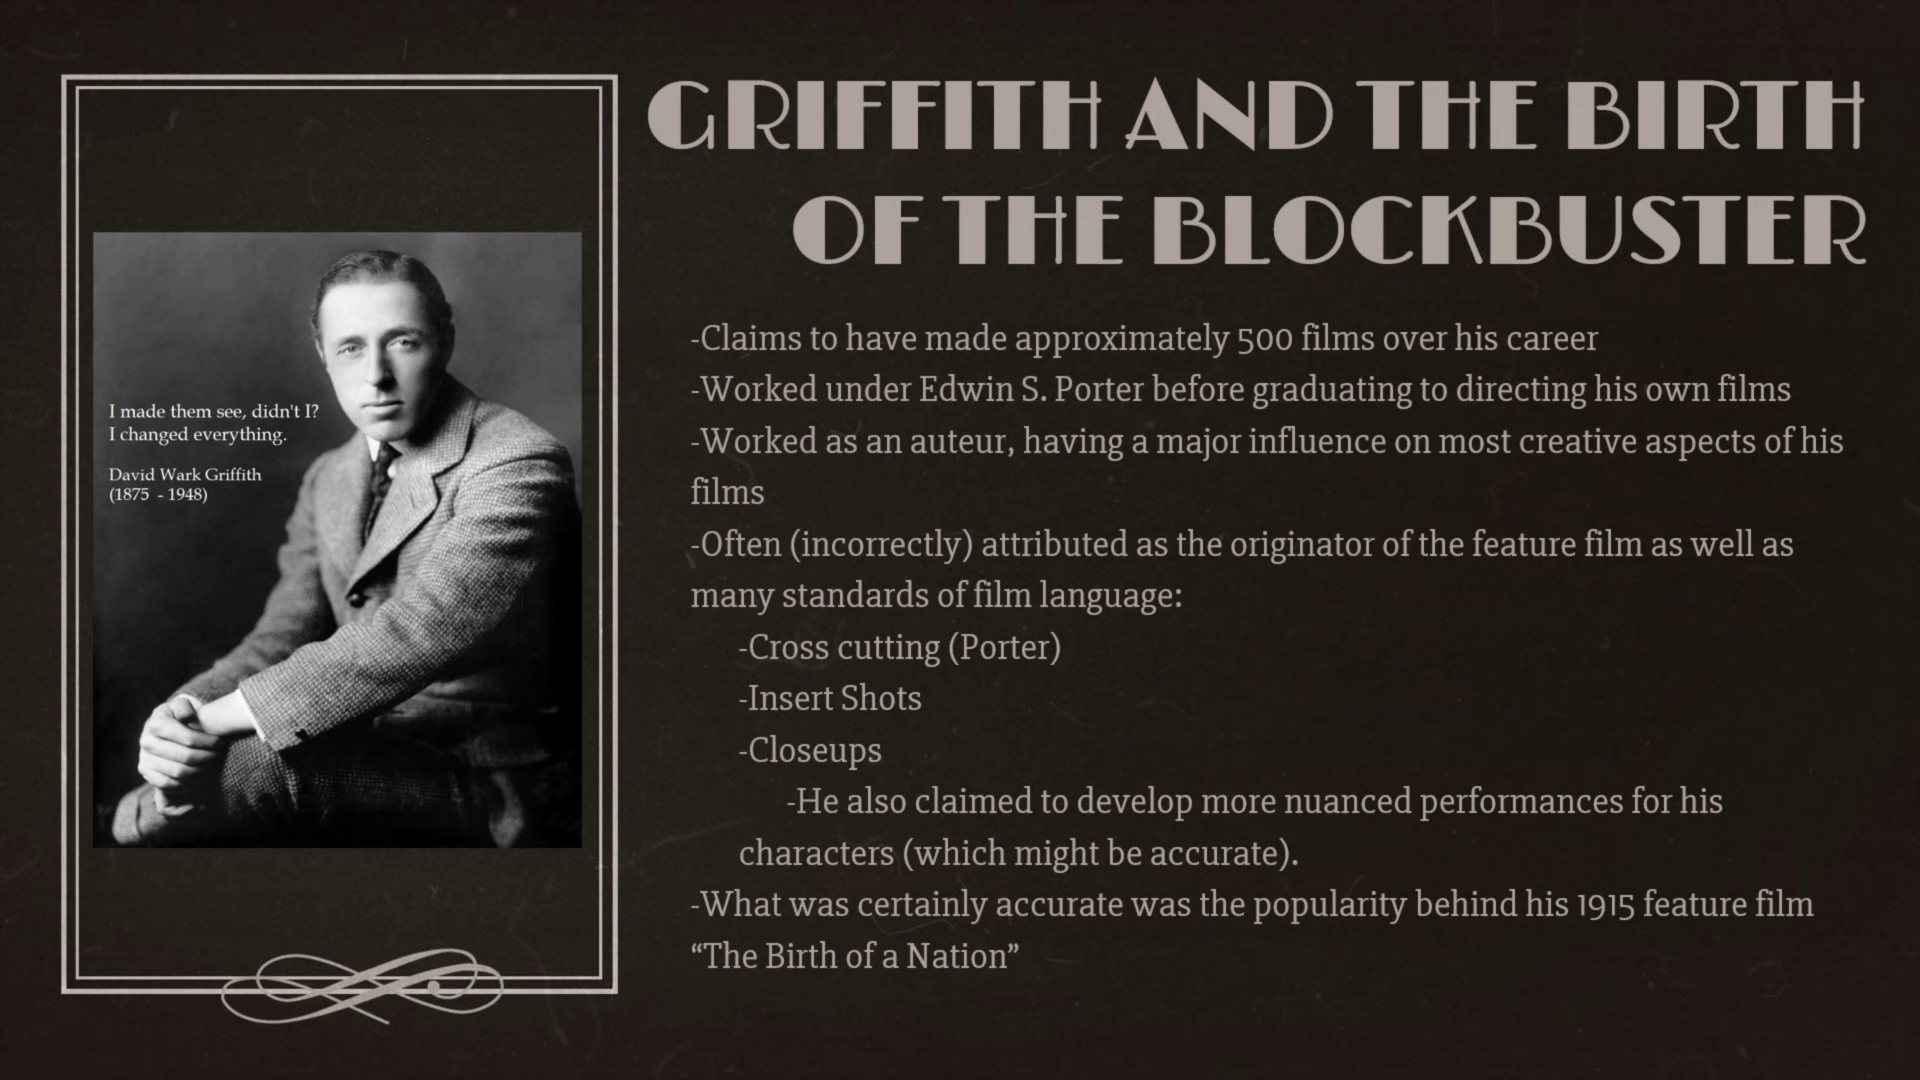 GRIFFITH AND THE BIRTH
OF THE BLOCKBUSTER
I made them see, didn't I?
I changed everything.
David Wark Griffith
(1875 - 1948)
-Claims to have made approximately 500 films over his career
-Worked under Edwin S. Porter before graduating to directing his own films
-Worked as an auteur, having a major influence on most creative aspects of his
films
-Often (incorrectly) attributed as the originator of the feature film as well as
many standards of film language:
-Cross cutting (Porter)
-Insert Shots
-Closeups
-He also claimed to develop more nuanced performances for his
characters (which might be accurate).
-What was certainly accurate was the popularity behind his 1915 feature film
“The Birth of a Nation”